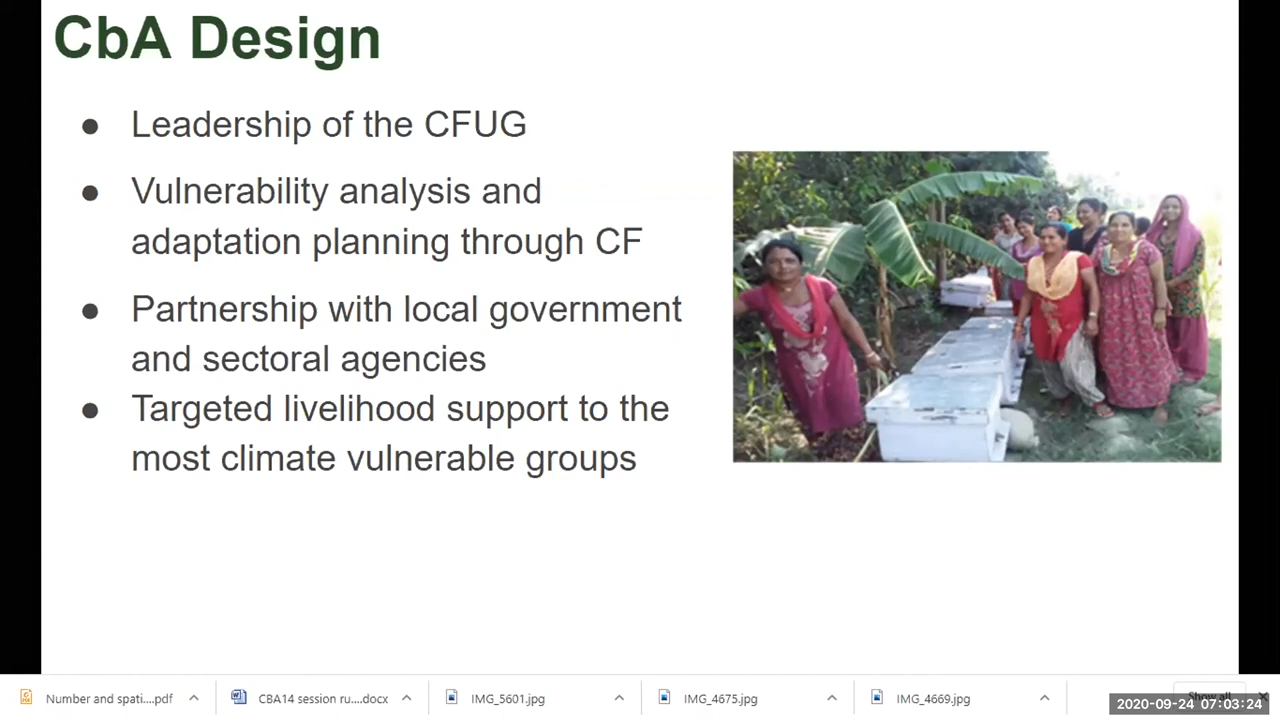 CbA Design
● Leadership of the CFUG
● Vulnerability analysis and
adaptation planning through CF
● Partnership with local government
and sectoral agencies
● Targeted livelihood support to the
most climate vulnerable groups
Number and spati....pdf
CBA14 session ru....docx
IMG_5601.jpg
IMG_4675.jpg
IMG_4669.jpg
Show all
2020-09-24 07:03:24